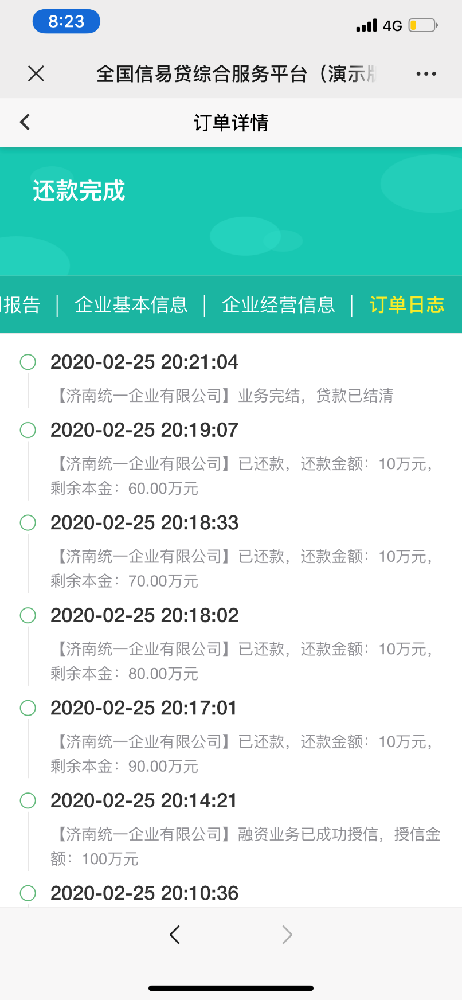 8:23
4G
全国信易贷综合服务平台（演示版
订单详情
还款完成
报告 | 企业基本信息 | 企业经营信息 | 订单日志
2020-02-25 20:21:04
【济南统一企业有限公司】业务完结，贷款已结清
2020-02-25 20:19:07
【济南统一企业有限公司】已还款，还款金额：10万元，
剩余本金：60.00万元
2020-02-25 20:18:33
【济南统一企业有限公司】已还款，还款金额：10万元，
剩余本金：70.00万元
2020-02-25 20:18:02
【济南统一企业有限公司】已还款，还款金额：10万元，
剩余本金：80.00万元
2020-02-25 20:17:01
【济南统一企业有限公司】已还款，还款金额：10万元，
剩余本金：90.00万元
2020-02-25 20:14:21
【济南统一企业有限公司】融资业务已成功授信，授信金
额：100万元
2020-02-25 20:10:36